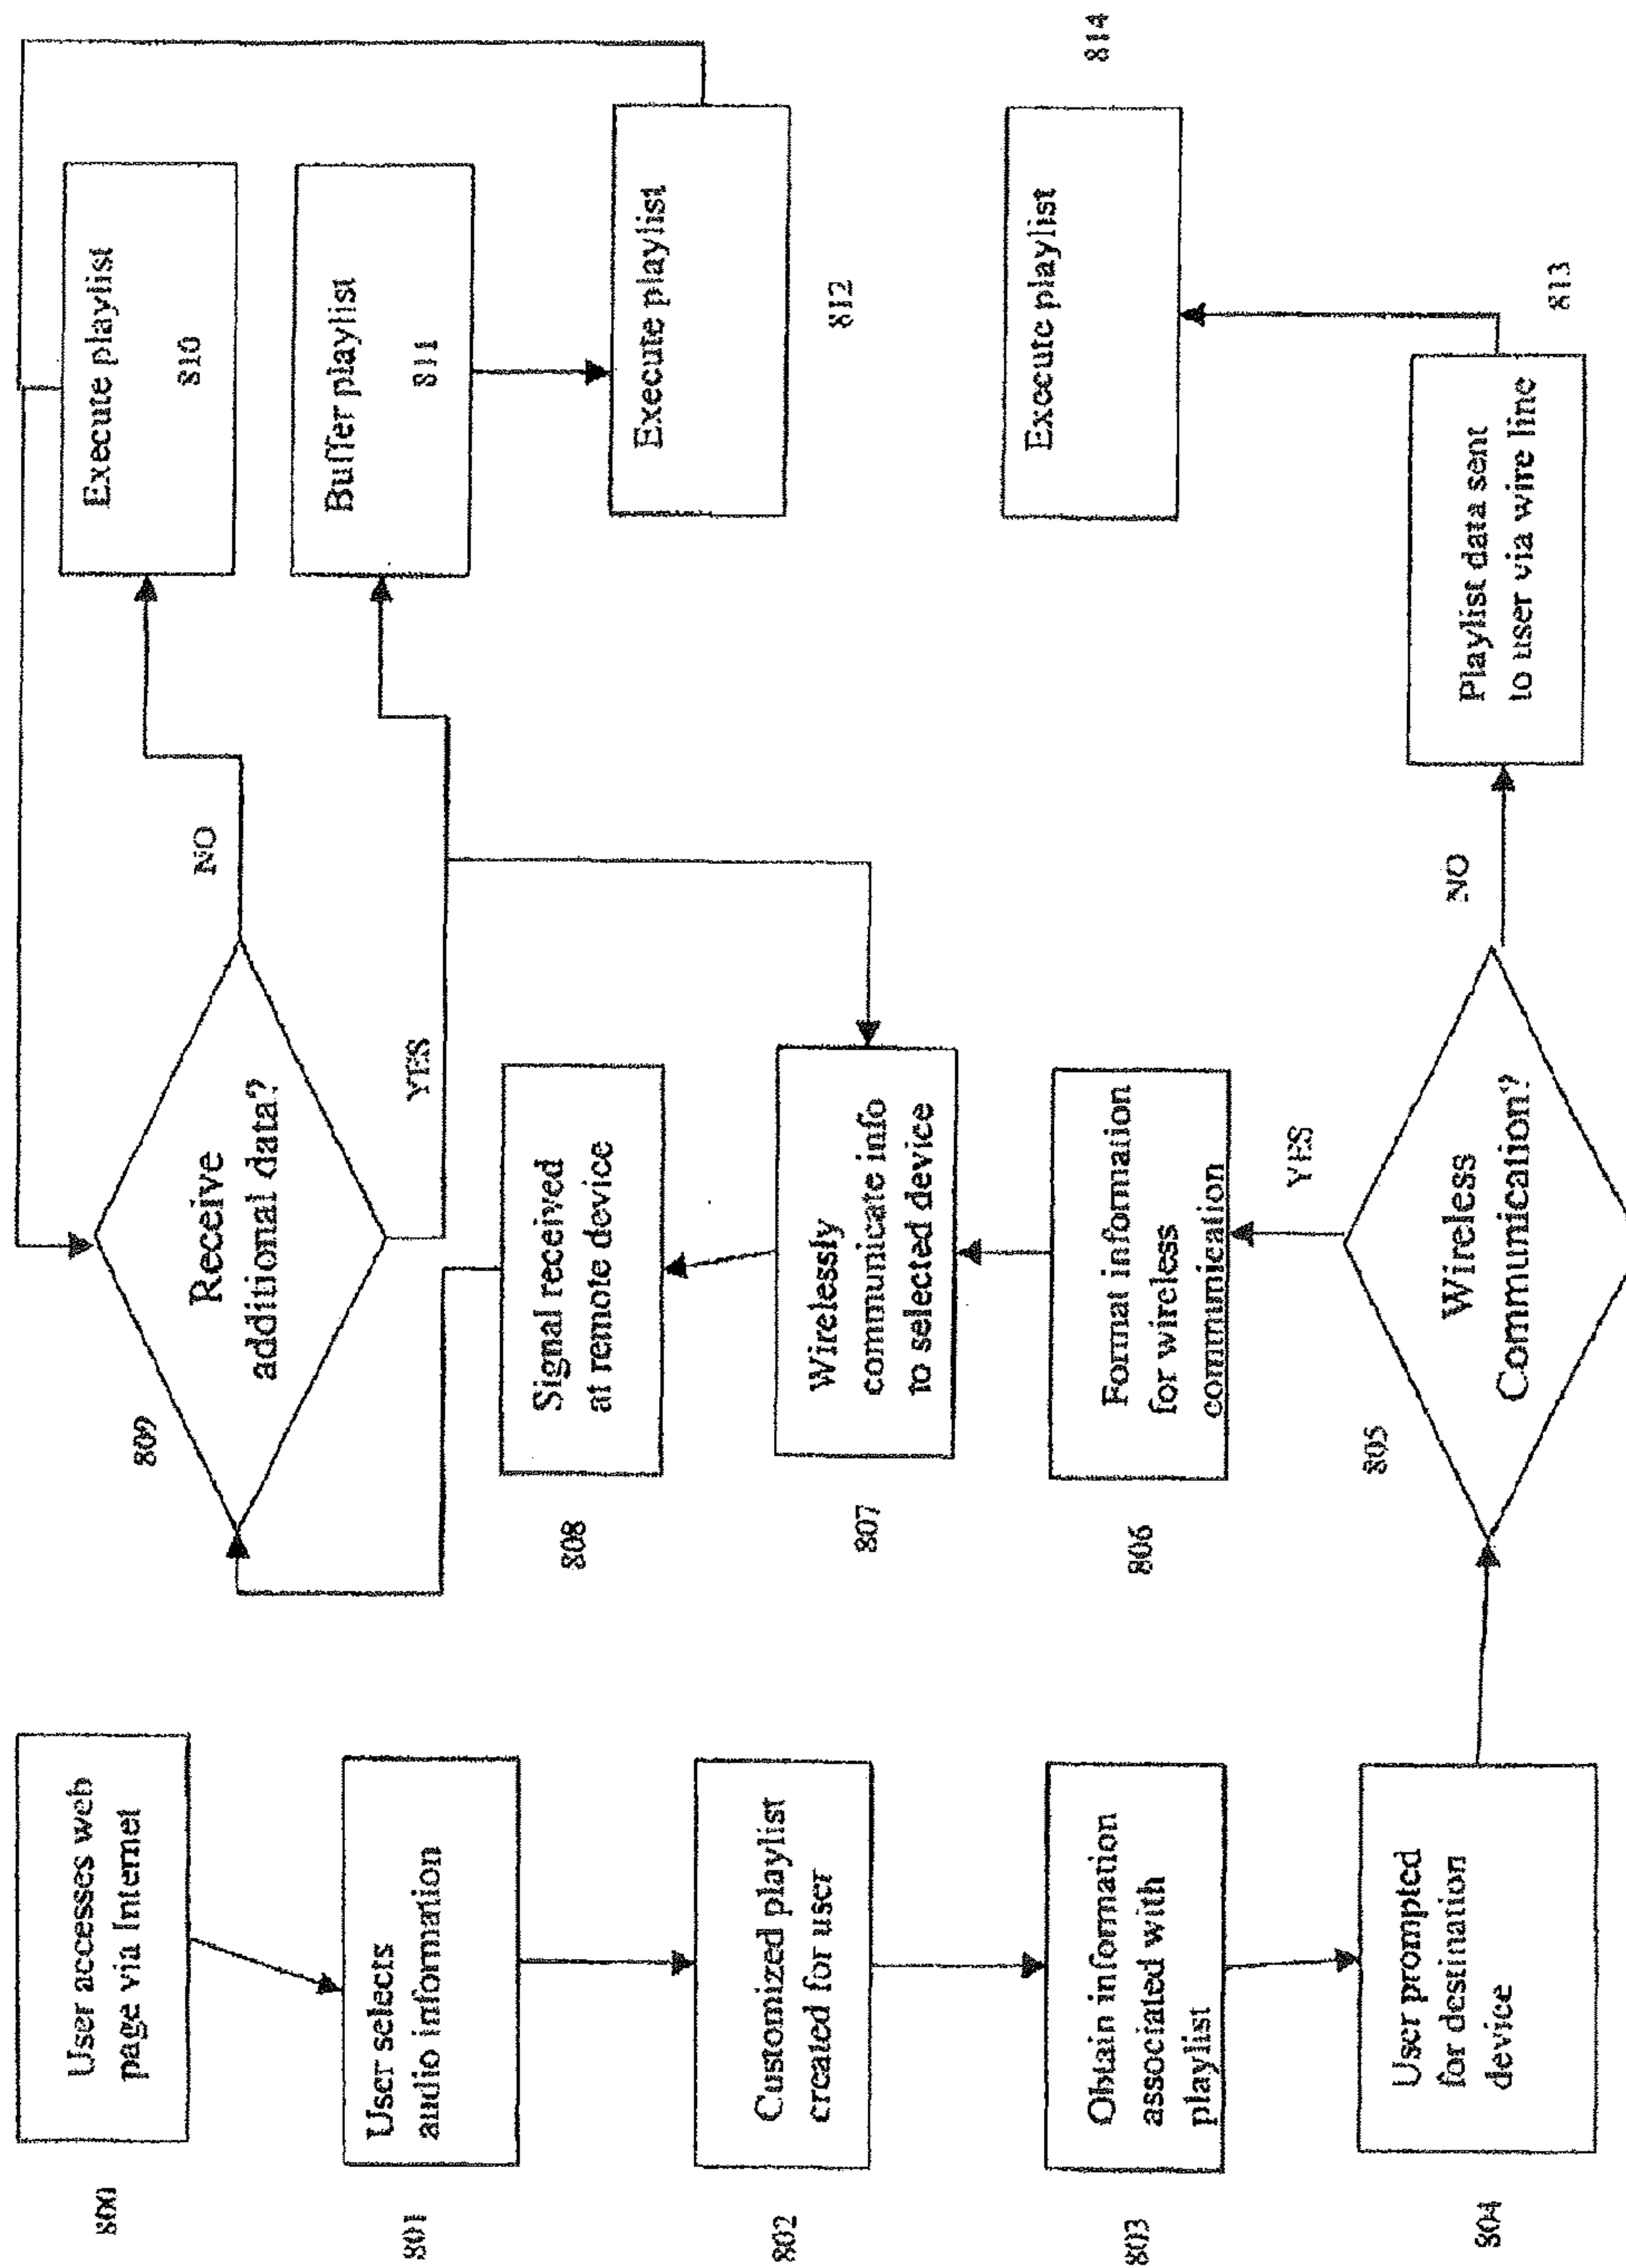 800
User accesses web
page via Internet
801
User selects
audio information
802
Customized playlist
created for user
803
Obtain information
associated with
playlist
804
User prompted
for destination
device
805
Wireless
Communication?
YES
NO
806
Format information
for wireless
communication
807
Wirelessly
communicate info
to selected device
808
Signal received
at remote device
809
Receive
additional data?
NO
YES
Execute playlist
810
Buffer playlist
811
Execute playlist
812
Playlist data sent
to user via wire line
813
Execute playlist
814